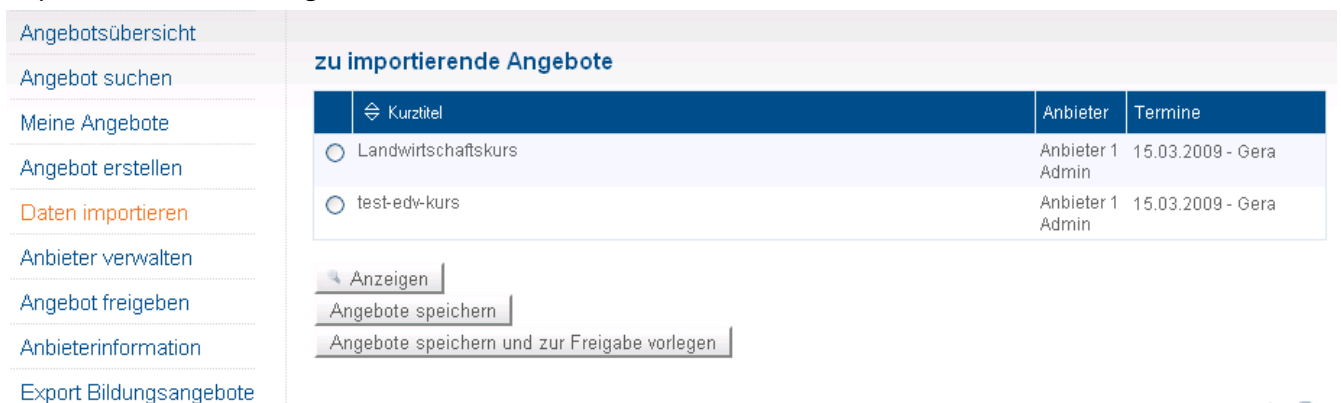 Angebotsübersicht
Angebot suchen
Meine Angebote
Angebot erstellen
Daten importieren
Anbieter verwalten
Angebot freigeben
Anbieterinformation
Export Bildungsangebote
zu importierende Angebote
Kurztitel Anbieter Termine
Landwirtschaftskurs Anbieter 1 15.03.2009 - Gera
Admin
test-edv-kurs Anbieter 1 15.03.2009 - Gera
Admin
Anzeigen
Angebote speichern
Angebote speichern und zur Freigabe vorlegen